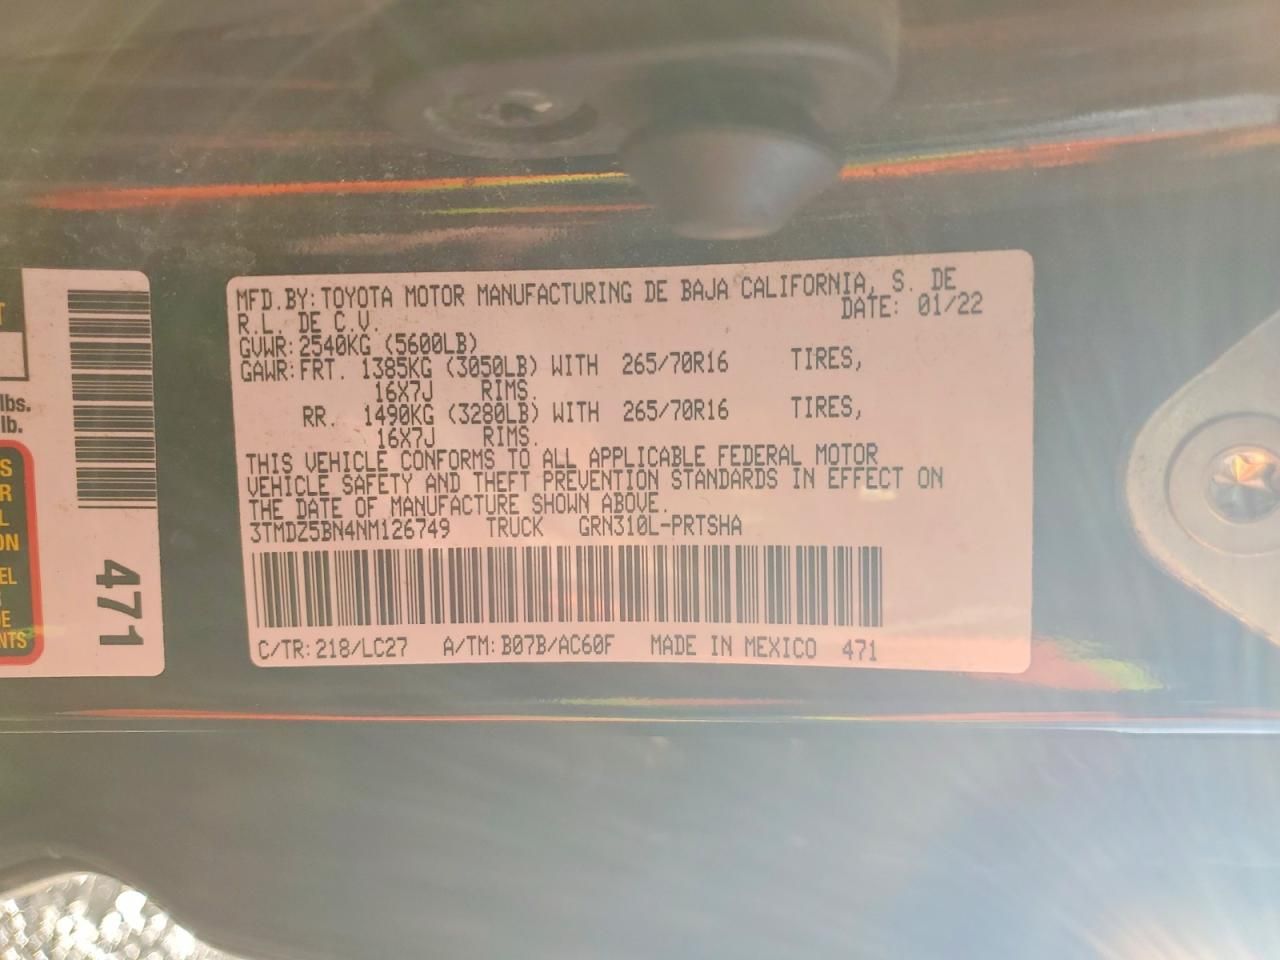 MFD. BY: TOYOTA MOTOR MANUFACTURING DE BAJA CALIFORNIA, S. DE
R.L. DE C.V. DATE: 01/22
GVWR: 2540KG (5600LB)
GAWR: FRT. 1385KG (3050LB) WITH 265/70R16 TIRES,
16X7J RIMS.
RR. 1490KG (3280LB) WITH 265/70R16 TIRES,
16X7J RIMS.
THIS VEHICLE CONFORMS TO ALL APPLICABLE FEDERAL MOTOR
VEHICLE SAFETY AND THEFT PREVENTION STANDARDS IN EFFECT ON
THE DATE OF MANUFACTURE SHOWN ABOVE.
3TMDZ5BN4NM126749 TRUCK GRN310L-PRTSHA
C/TR: 218/LC27 A/TM: B07B/AC60F MADE IN MEXICO 471
lbs.
lb.
471